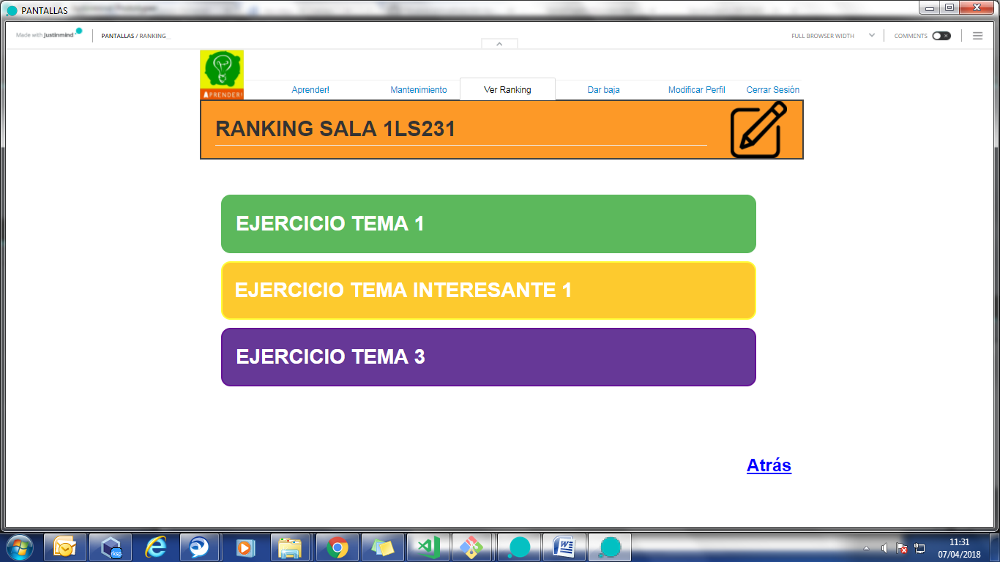 PANTALLAS
Made with Justinmind
PANTALLAS / RANKING
FULL BROWSER WIDTH
COMMENTS
APRENDER!
Aprender!
Mantenimiento
Ver Ranking
Dar baja
Modificar Perfil
Cerrar Sesión
RANKING SALA 1LS231
EJERCICIO TEMA 1
EJERCICIO TEMA INTERESANTE 1
EJERCICIO TEMA 3
Atrás
11:31
07/04/2018